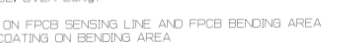 ON FPCB SENSING LINE AND FPCB BENDING AREA
COATING ON BENDING AREA